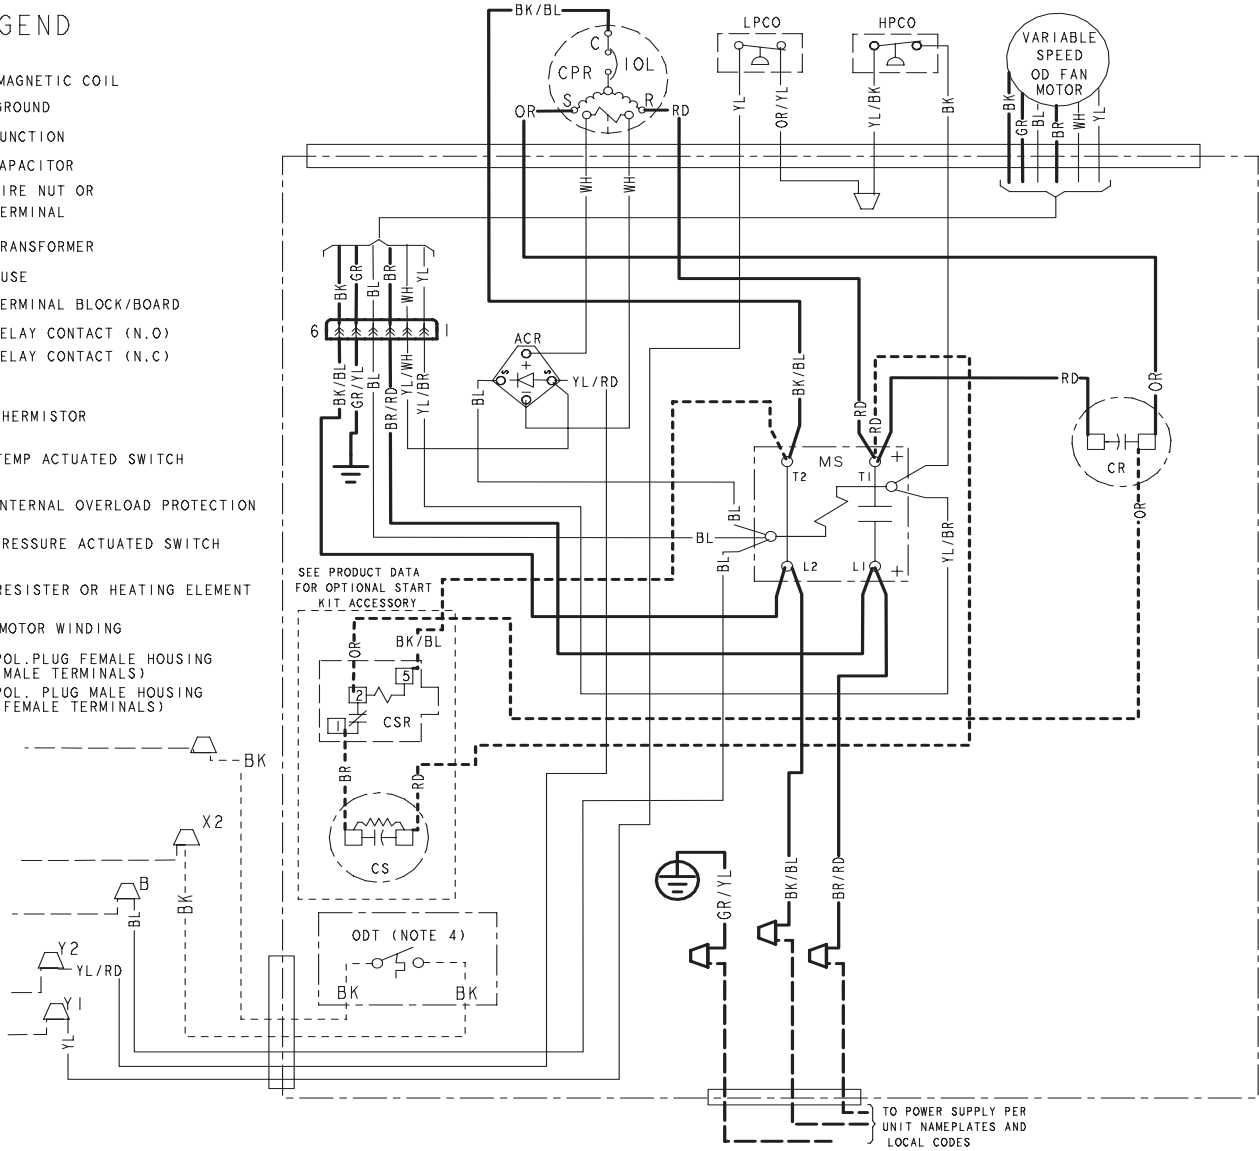 GEND
MAGNETIC COIL
GROUND
UNCTION
APACITOR
IRE NUT OR
ERMINAL
RANSFORMER
USE
ERMINAL BLOCK/BOARD
ELAY CONTACT (N.O)
ELAY CONTACT (N.C)
HERMISTOR
TEMP ACTUATED SWITCH
NTERNAL OVERLOAD PROTECTION
RESSURE ACTUATED SWITCH
RESISTER OR HEATING ELEMENT
MOTOR WINDING
POL.PLUG FEMALE HOUSING
MALE TERMINALS)
POL. PLUG MALE HOUSING
FEMALE TERMINALS)
BK/BL
C
CPR
IOL
S
R
OR
RD
WH
WH
LPCO
YL
OR/YL
HPCO
YL/BK
BK
VARIABLE
SPEED
OD FAN
MOTOR
BK
GR
BL
BR
WH
YL
BK
GR
BL
BR
WH
YL
6
1
BK/BL
GR/YL
BL
BR/RD
YL/WH
YL/BR
ACR
+
S
S
−
BL
YL/RD
BK/BL
RD
RD
RD
OR
CR
OR
MS
+
T2
T1
BL
BL
BL
L2
L1
+
YL/BR
SEE PRODUCT DATA
FOR OPTIONAL START
KIT ACCESSORY
OR
BK/BL
5
2
1
CSR
BR
RD
CS
BK
X2
BK
B
BL
Y2
YL/RD
Y1
YL
ODT (NOTE 4)
BK
BK
GR/YL
BK/BL
BR/RD
TO POWER SUPPLY PER
UNIT NAMEPLATES AND
LOCAL CODES